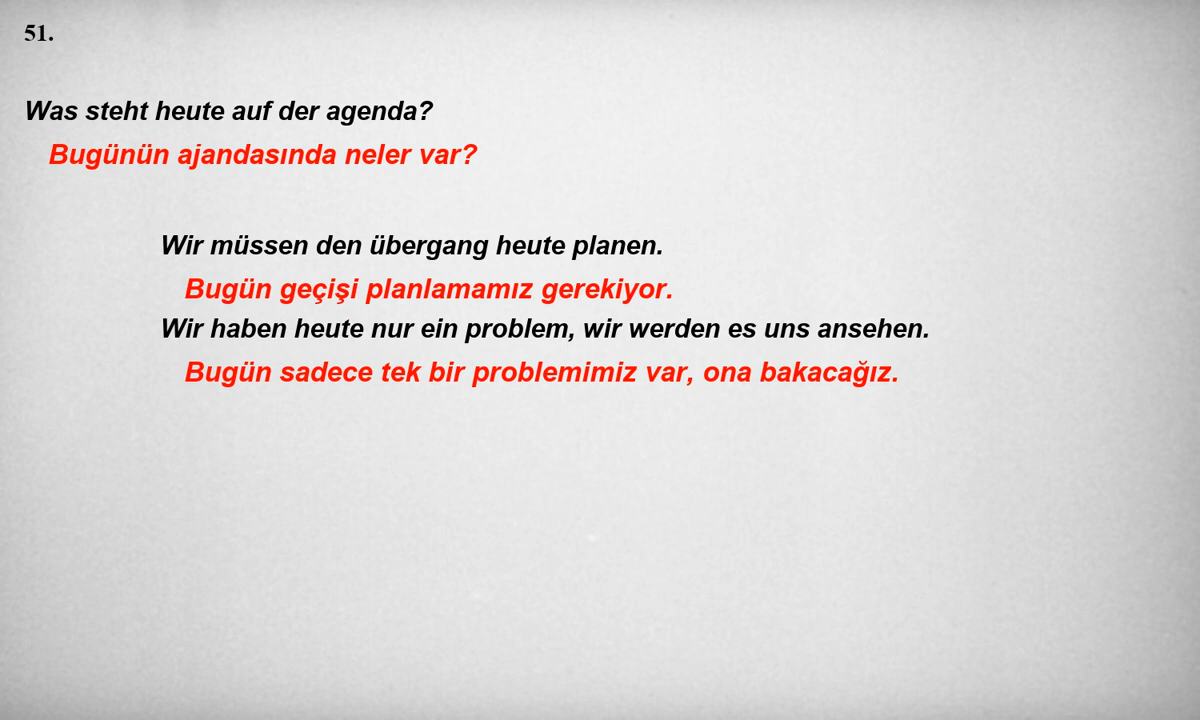 51.
Was steht heute auf der agenda?
Bugünün ajandasında neler var?
Wir müssen den übergang heute planen.
Bugün geçişi planlamamız gerekiyor.
Wir haben heute nur ein problem, wir werden es uns ansehen.
Bugün sadece tek bir problemimiz var, ona bakacağız.